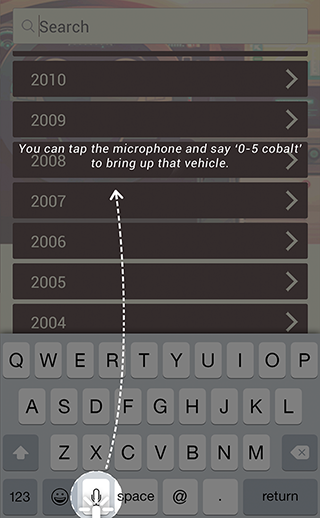 Search
2010
2009
You can tap the microphone and say '0-5 cobalt'
2008
to bring up that vehicle.
2007
2006
2005
2004
Q W E R T Y U I O P
A S D F G H J K L
Z X C V B N M
123 space @ . return